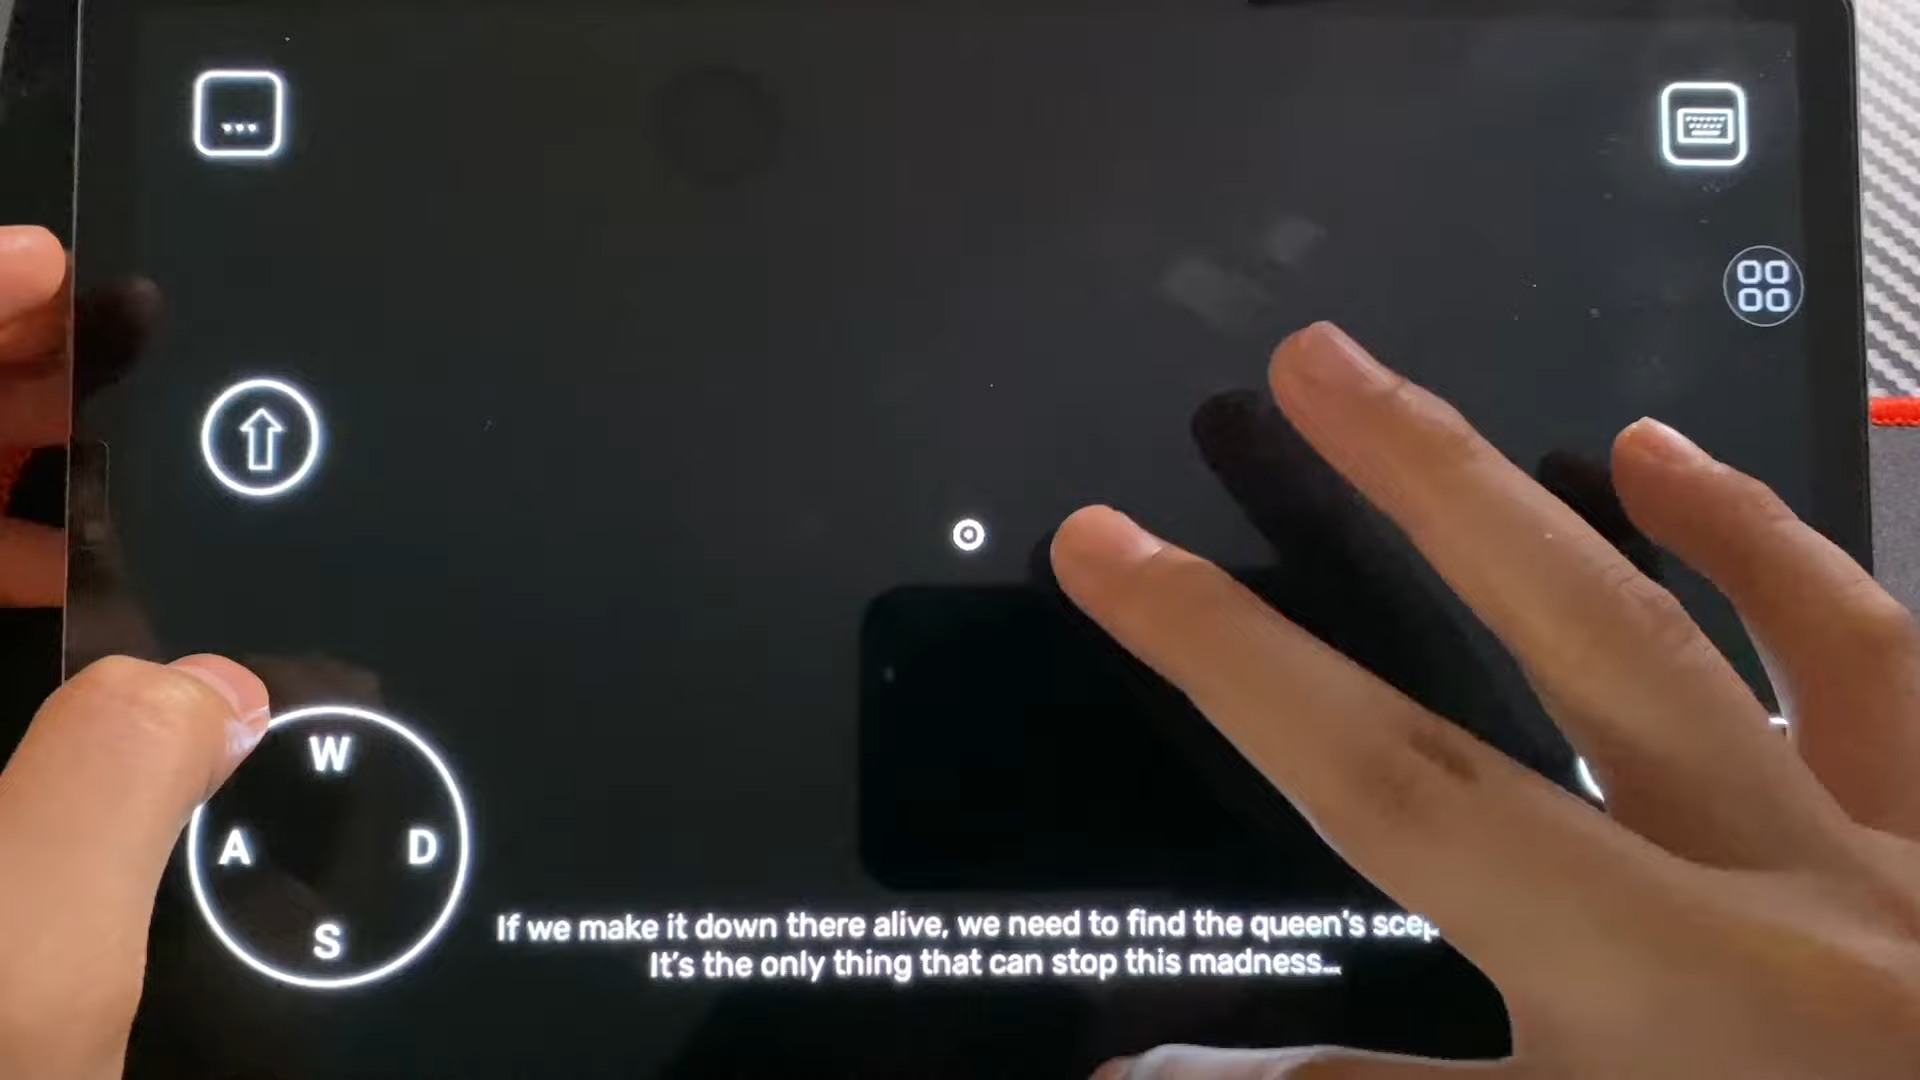 W
A
D
S
If we make it down there alive, we need to find the queen's
It's the only thing that can stop this madness...